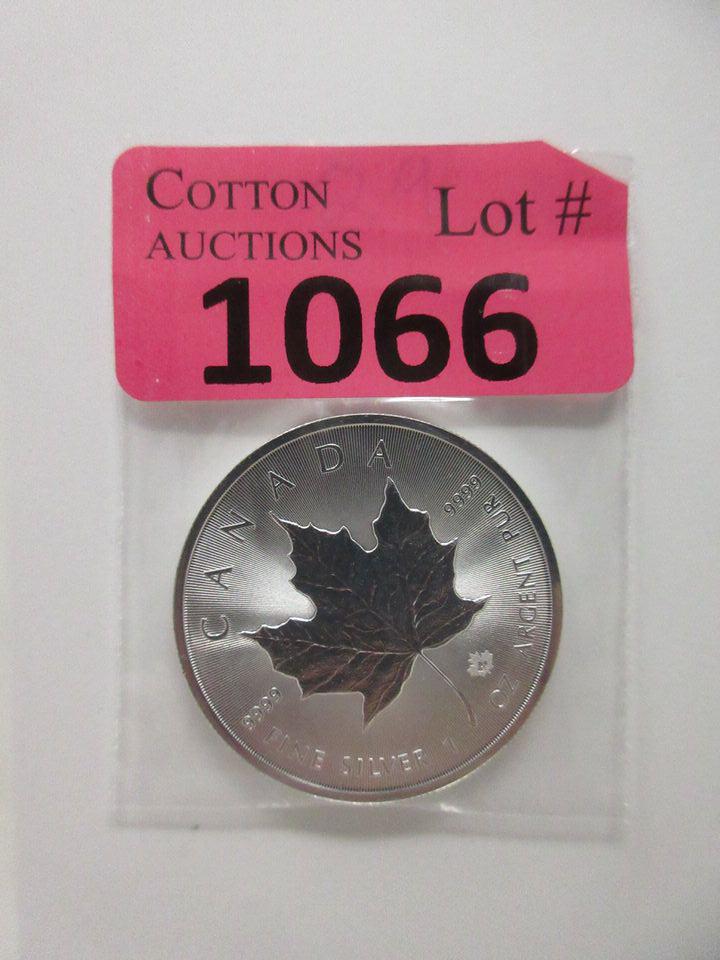 COTTON
AUCTIONS
Lot #
1066
CANADA
9999
9999
FINE SILVER 1 OZ ARGENT PUR